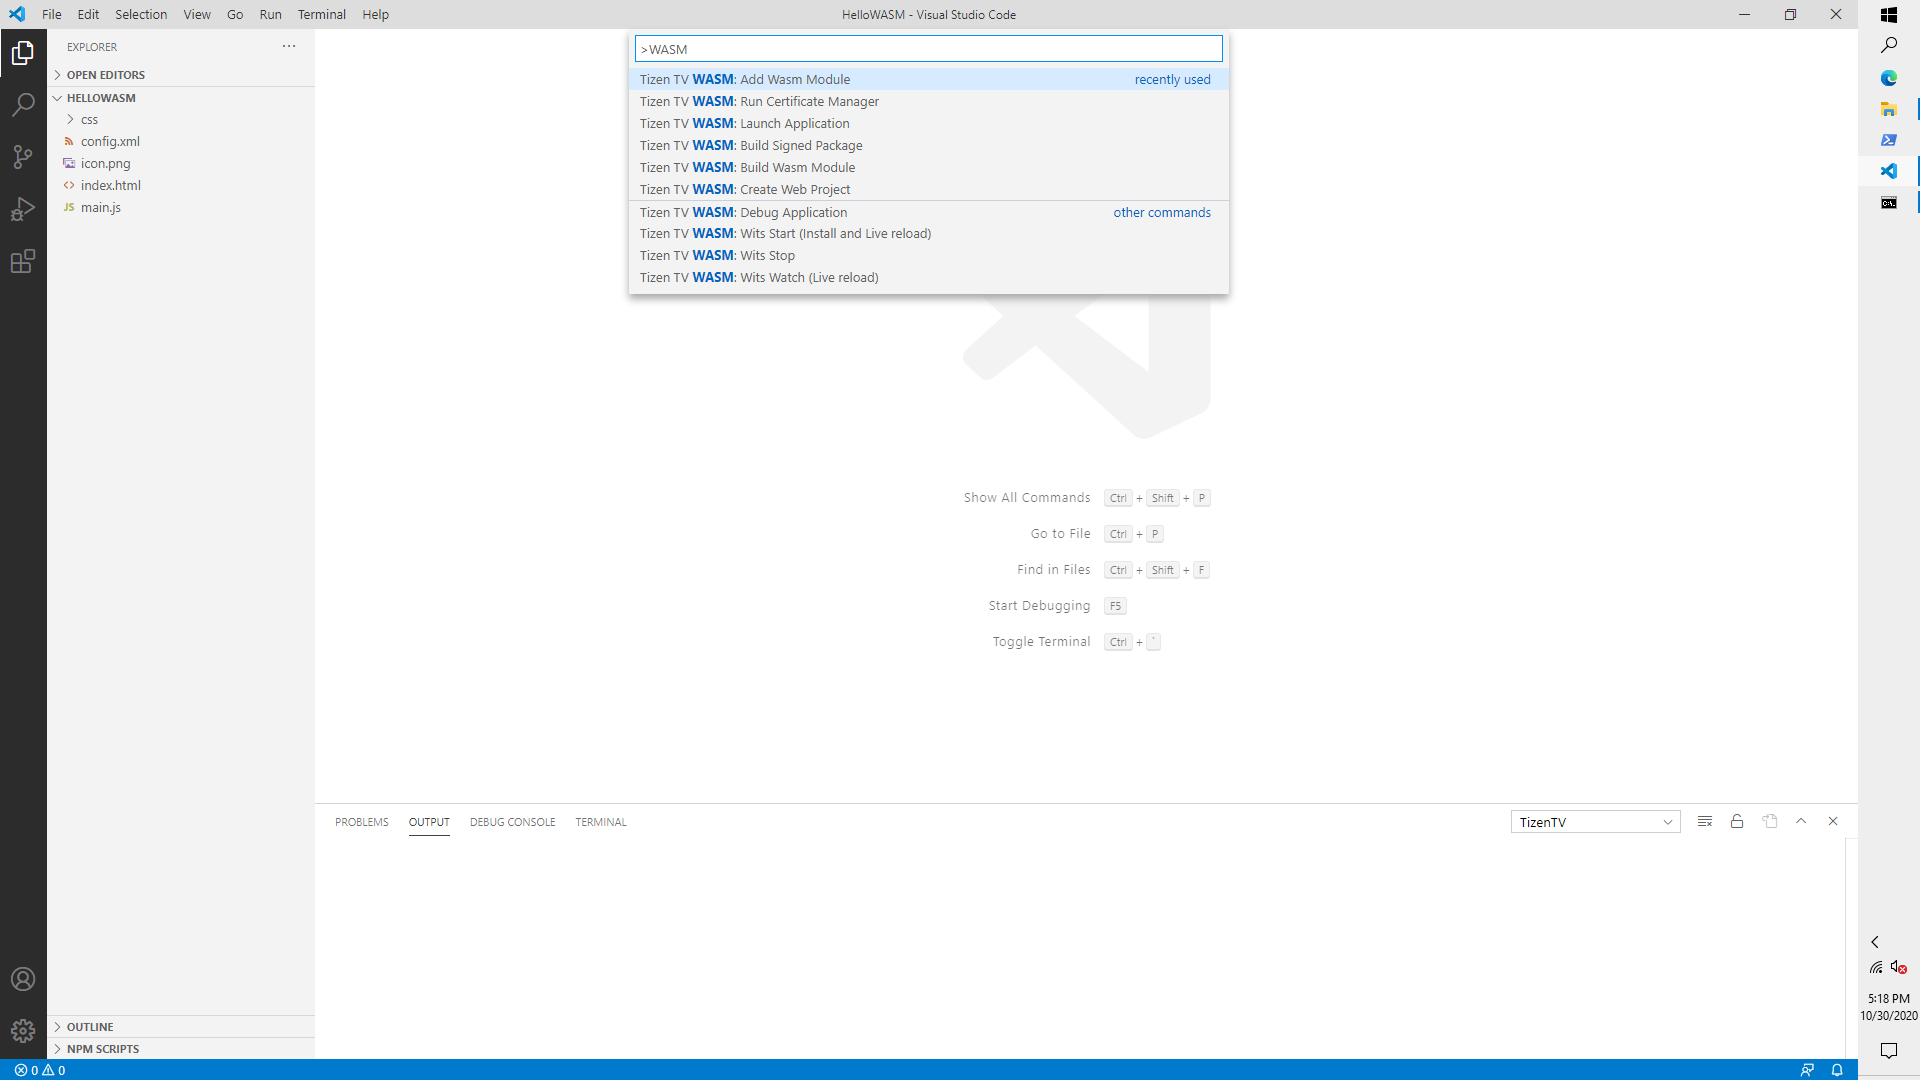 File Edit Selection View Go Run Terminal Help
HelloWASM - Visual Studio Code
EXPLORER
OPEN EDITORS
HELLOWASM
css
config.xml
icon.png
index.html
JS main.js
OUTLINE
NPM SCRIPTS
>WASM
Tizen TV WASM: Add Wasm Module recently used
Tizen TV WASM: Run Certificate Manager
Tizen TV WASM: Launch Application
Tizen TV WASM: Build Signed Package
Tizen TV WASM: Build Wasm Module
Tizen TV WASM: Create Web Project
Tizen TV WASM: Debug Application other commands
Tizen TV WASM: Wits Start (Install and Live reload)
Tizen TV WASM: Wits Stop
Tizen TV WASM: Wits Watch (Live reload)
Show All Commands Ctrl + Shift + P
Go to File Ctrl + P
Find in Files Ctrl + Shift + F
Start Debugging F5
Toggle Terminal Ctrl + `
PROBLEMS OUTPUT DEBUG CONSOLE TERMINAL
TizenTV
0 0
5:18 PM
10/30/2020